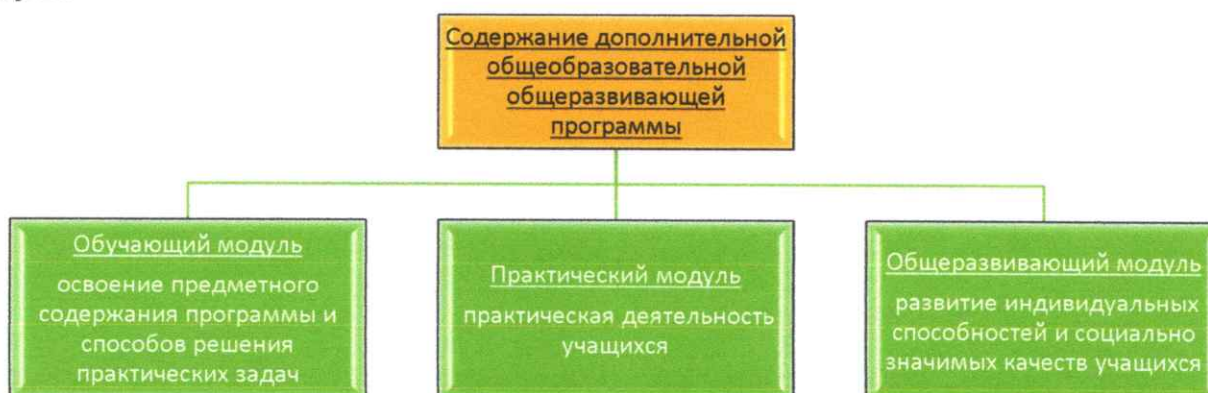 Содержание дополнительной
общеобразовательной
общеразвивающей
программы
Обучающий модуль
освоение предметного
содержания программы и
способов решения
практических задач
Практический модуль
практическая деятельность
учащихся
Общеразвивающий модуль
развитие индивидуальных
способностей и социально
значимых качеств учащихся